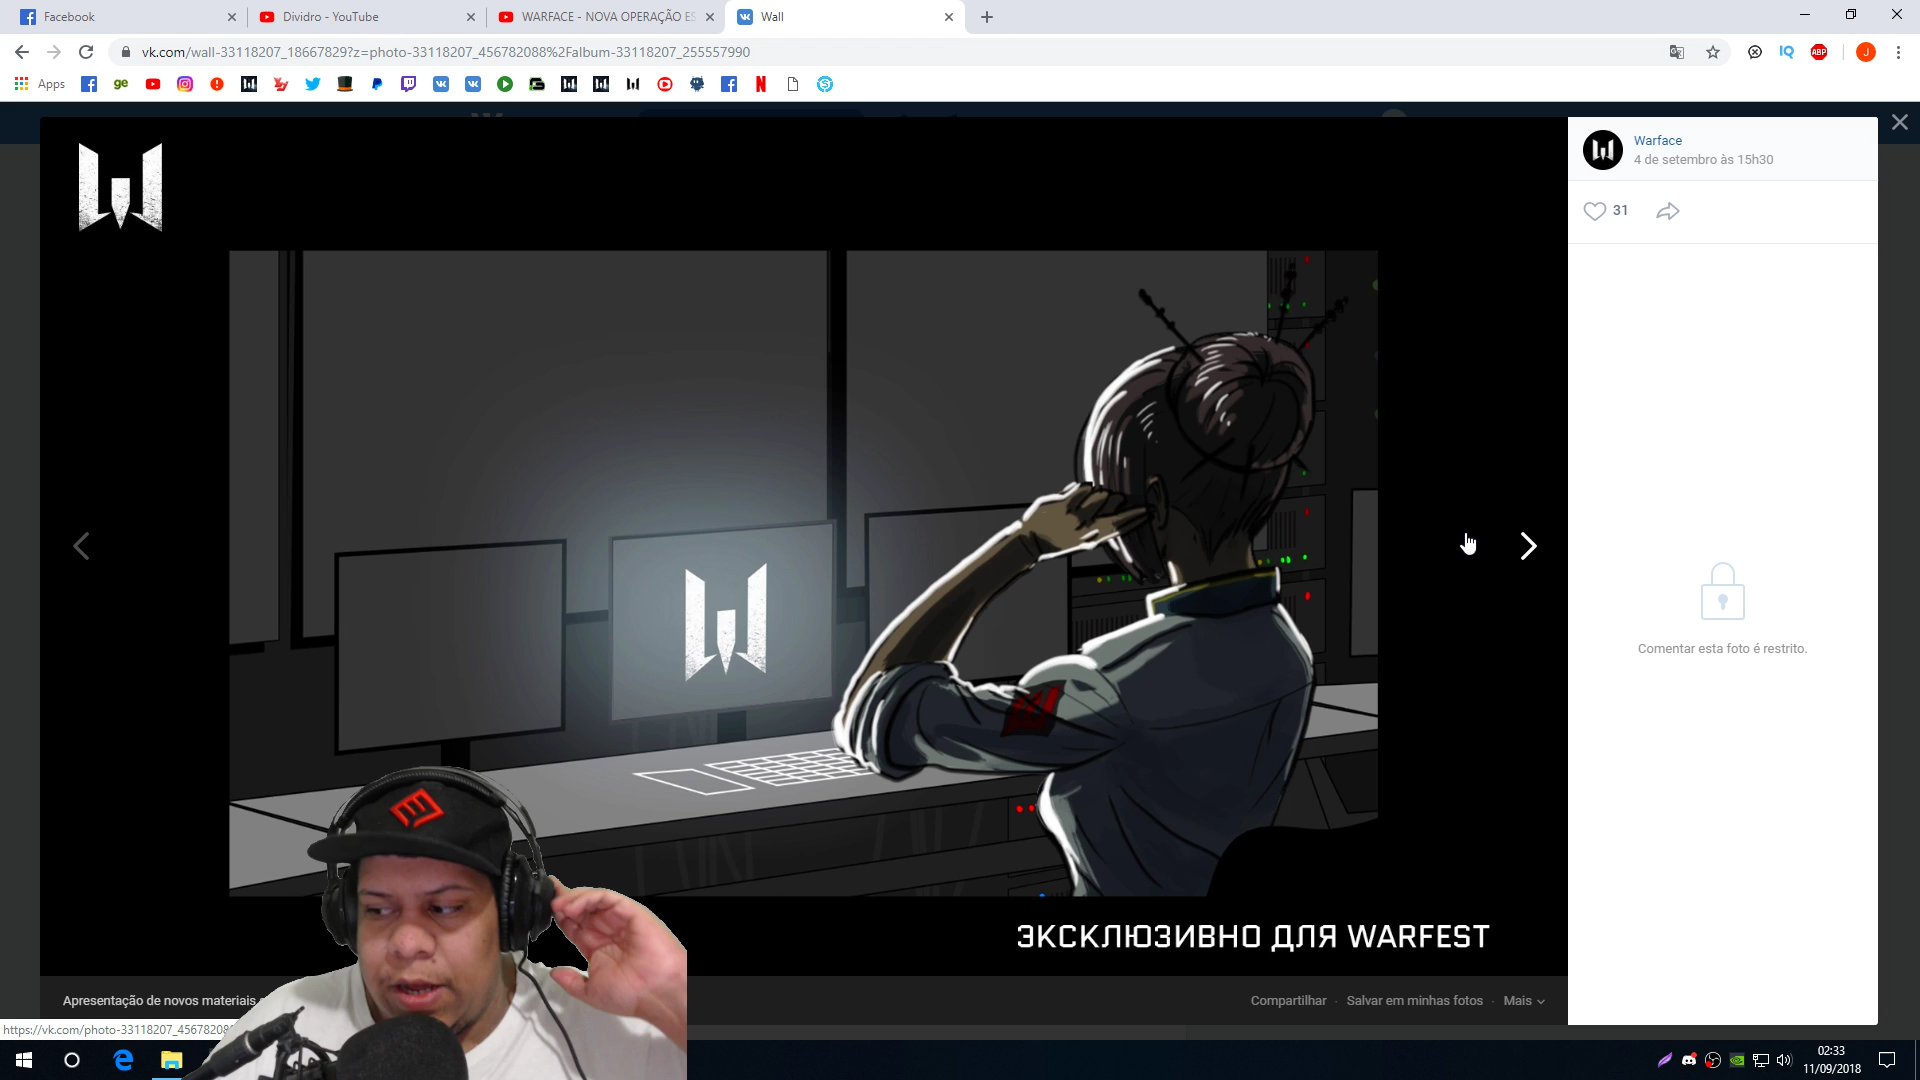 Facebook
Dividro - YouTube
WARFACE - NOVA OPERAÇÃO ES
Wall
vk.com/wall-33118207_18667829?z=photo-33118207_456782088%2Falbum-33118207_255557990
Apps
Warface
4 de setembro às 15h30
31
Comentar esta foto é restrito.
ЭКСКЛЮЗИВНО ДЛЯ WARFEST
Apresentação de novos materiais
Compartilhar · Salvar em minhas fotos · Mais
https://vk.com/photo-33118207_45678208
02:33
11/09/2018